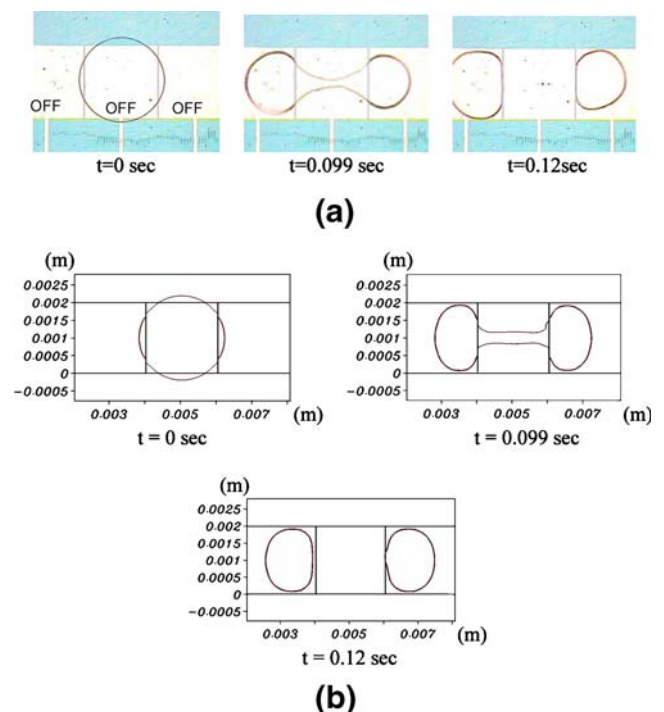 OFF OFF OFF
t=0 sec t=0.099 sec t=0.12sec
(a)
(m) (m)
0.0025 0.0025
0.002 0.002
0.0015 0.0015
0.001 0.001
0.0005 0.0005
0 0
−0.0005 −0.0005
0.003 0.005 0.007 (m) 0.003 0.005 0.007 (m)
t = 0 sec t = 0.099 sec
(m)
0.0025
0.002
0.0015
0.001
0.0005
0
−0.0005
0.003 0.005 0.007 (m)
t = 0.12 sec
(b)